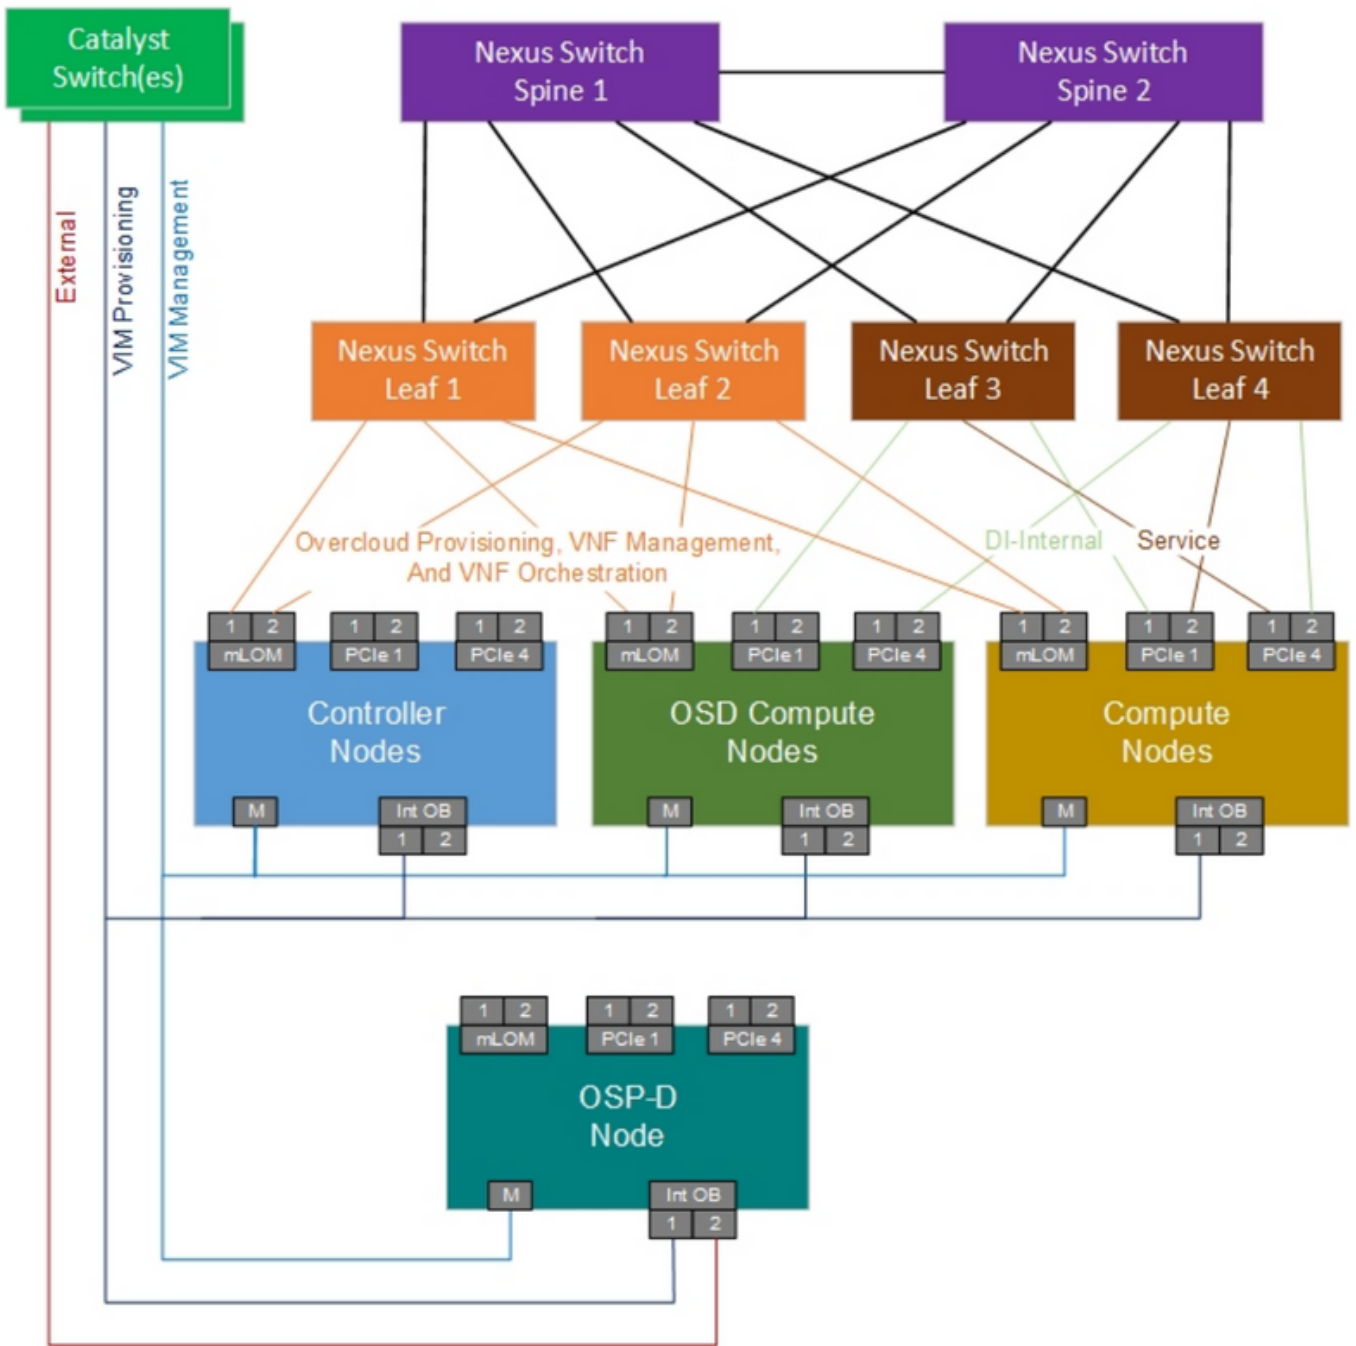 Catalyst
Switch(es)
Nexus Switch
Spine 1
Nexus Switch
Spine 2
External
VIM Provisioning
VIM Management
Nexus Switch
Leaf 1
Nexus Switch
Leaf 2
Nexus Switch
Leaf 3
Nexus Switch
Leaf 4
Overcloud Provisioning, VNF Management,
And VNF Orchestration
DI-Internal
Service
1 2
mLOM
1 2
PCIe 1
1 2
PCIe 4
Controller
Nodes
M
Int OB
1 2
1 2
mLOM
1 2
PCIe 1
1 2
PCIe 4
OSD Compute
Nodes
M
Int OB
1 2
1 2
mLOM
1 2
PCIe 1
1 2
PCIe 4
Compute
Nodes
M
Int OB
1 2
1 2
mLOM
1 2
PCIe 1
1 2
PCIe 4
OSP-D
Node
M
Int OB
1 2